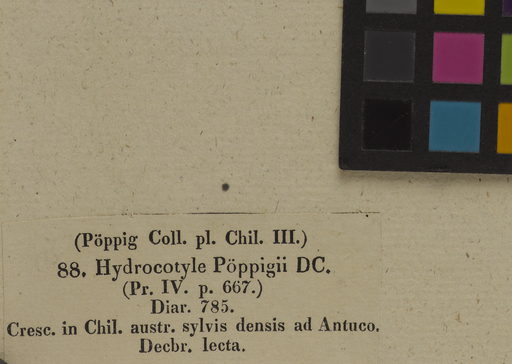 (Pöppig Coll. pl. Chil. III.)
88. Hydrocotyle Pöppigii DC.
(Pr. IV. p. 667.)
Diar. 785.
Cresc. in Chil. austr. sylvis densis ad Antuco.
Decbr. lecta.